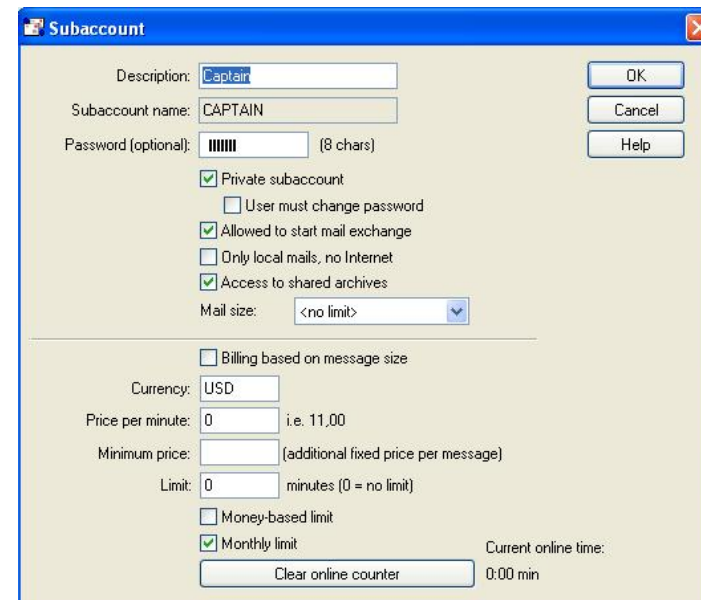 Subaccount
Description: Captain OK
Subaccount name: CAPTAIN Cancel
Password (optional): (8 chars) Help
Private subaccount
User must change password
Allowed to start mail exchange
Only local mails, no Internet
Access to shared archives
Mail size: <no limit>
Billing based on message size
Currency: USD
Price per minute: 0 i.e. 11,00
Minimum price: (additional fixed price per message)
Limit: 0 minutes (0 = no limit)
Money-based limit
Monthly limit Current online time:
Clear online counter 0:00 min